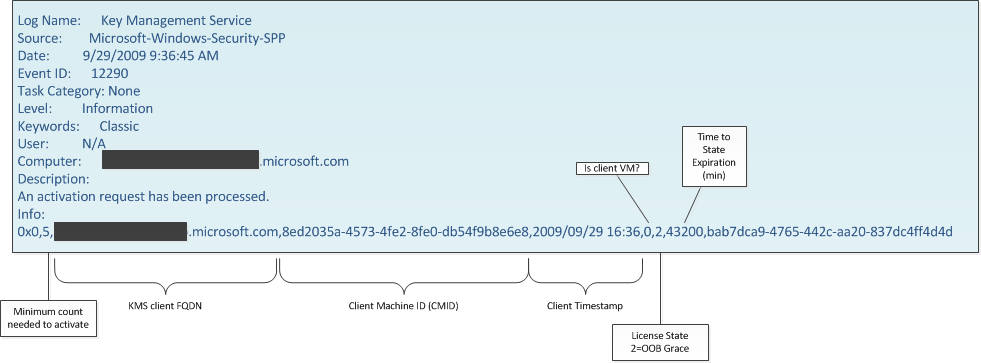 Log Name: Key Management Service
Source: Microsoft-Windows-Security-SPP
Date: 9/29/2009 9:36:45 AM
Event ID: 12290
Task Category: None
Level: Information
Keywords: Classic
User: N/A
Computer: .microsoft.com
Description:
An activation request has been processed.
Info:
0x0,5, .microsoft.com,8ed2035a-4573-4fe2-8fe0-db54f9b8e6e8,2009/09/29 16:36,0,2,43200,bab7dca9-4765-442c-aa20-837dc4ff4d4d
Is client VM?
Time to
State
Expiration
(min)
KMS client FQDN
Client Machine ID (CMID)
Client Timestamp
Minimum count
needed to activate
License State
2=OOB Grace